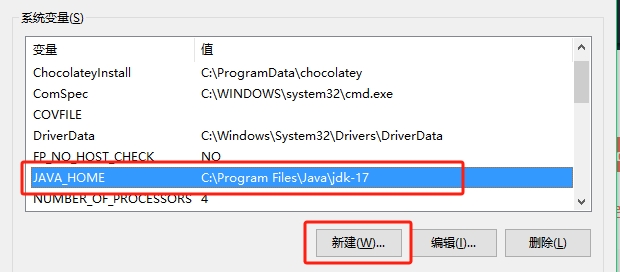 系统变量(S)
变量 值
ChocolateyInstall C:\ProgramData\chocolatey
ComSpec C:\WINDOWS\system32\cmd.exe
COVFILE
DriverData C:\Windows\System32\Drivers\DriverData
FP_NO_HOST_CHECK NO
JAVA_HOME C:\Program Files\Java\jdk-17
NUMBER_OF_PROCESSORS 4
新建(W)... 编辑(I)... 删除(L)